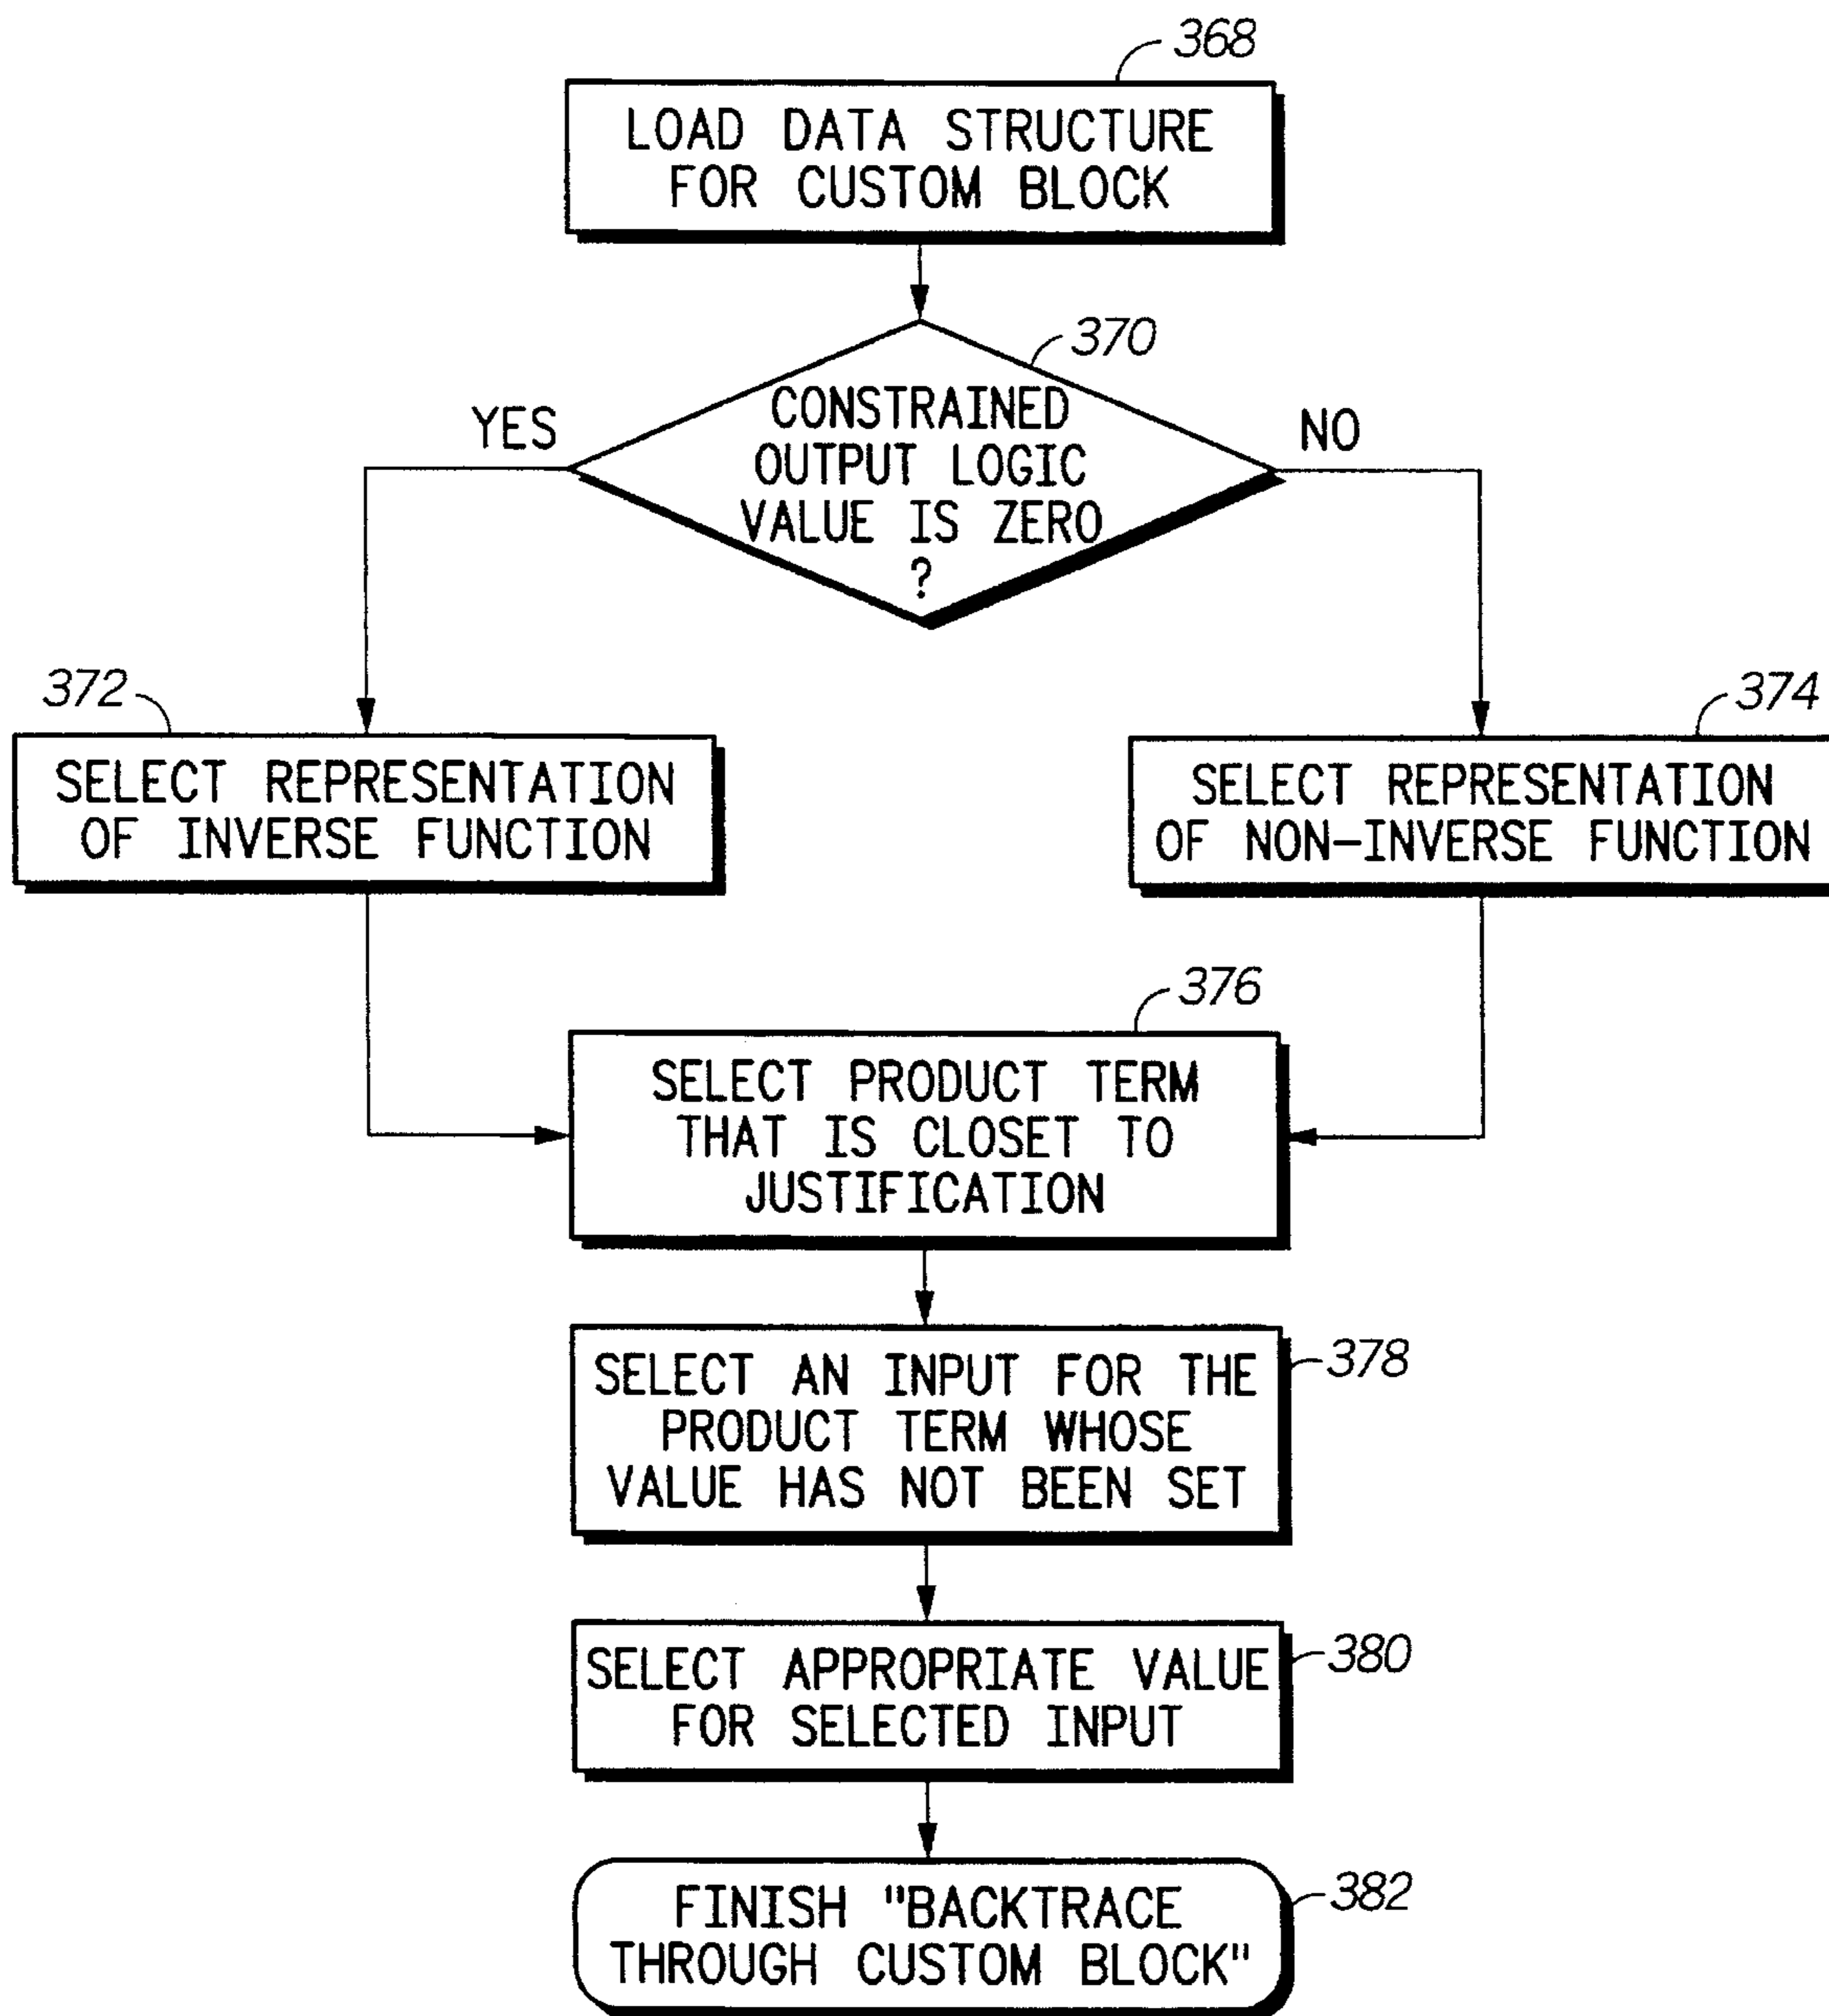 368
LOAD DATA STRUCTURE
FOR CUSTOM BLOCK
370
CONSTRAINED
OUTPUT LOGIC
VALUE IS ZERO
?
YES
NO
372
SELECT REPRESENTATION
OF INVERSE FUNCTION
374
SELECT REPRESENTATION
OF NON-INVERSE FUNCTION
376
SELECT PRODUCT TERM
THAT IS CLOSET TO
JUSTIFICATION
SELECT AN INPUT FOR THE
PRODUCT TERM WHOSE
VALUE HAS NOT BEEN SET
378
SELECT APPROPRIATE VALUE
FOR SELECTED INPUT
380
FINISH "BACKTRACE
THROUGH CUSTOM BLOCK"
382